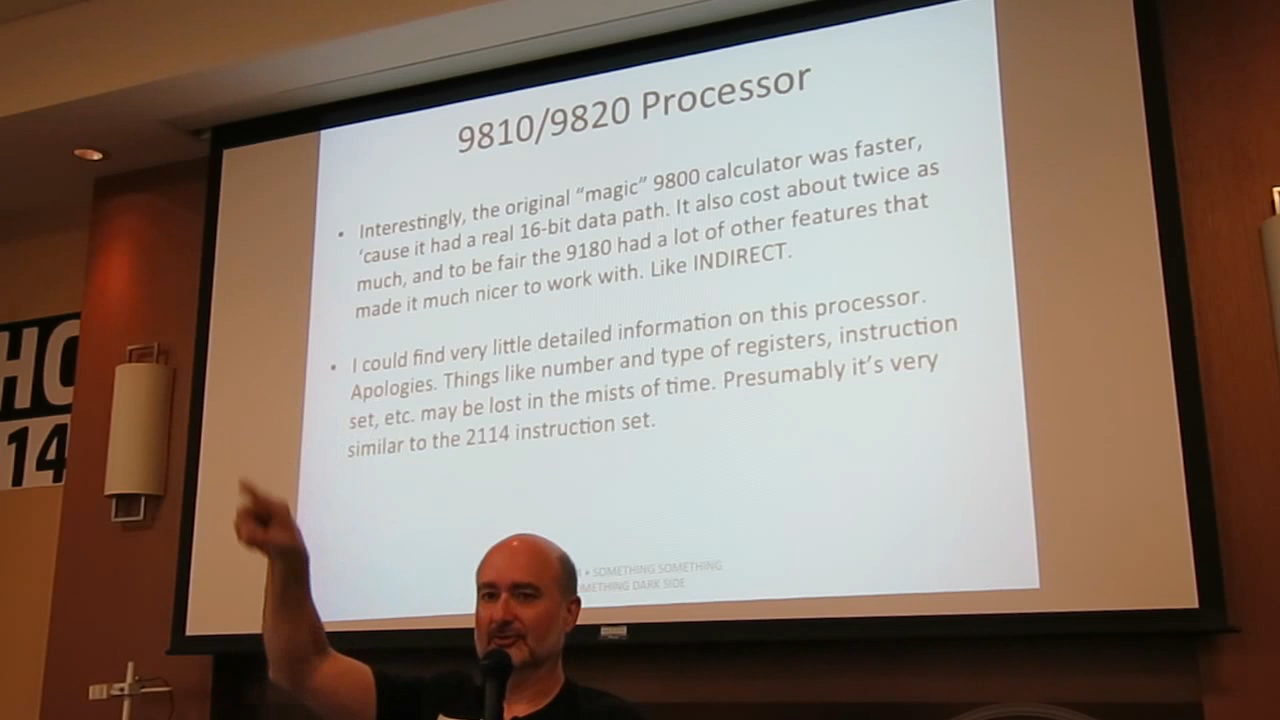 9810/9820 Processor
• Interestingly, the original “magic” 9800 calculator was faster,
‘cause it had a real 16-bit data path. It also cost about twice as
much, and to be fair the 9180 had a lot of other features that
made it much nicer to work with. Like INDIRECT.
• I could find very little detailed information on this processor.
Apologies. Things like number and type of registers, instruction
set, etc. may be lost in the mists of time. Presumably it’s very
similar to the 2114 instruction set.
• SOMETHING SOMETHING
DARK SIDE
HC
14